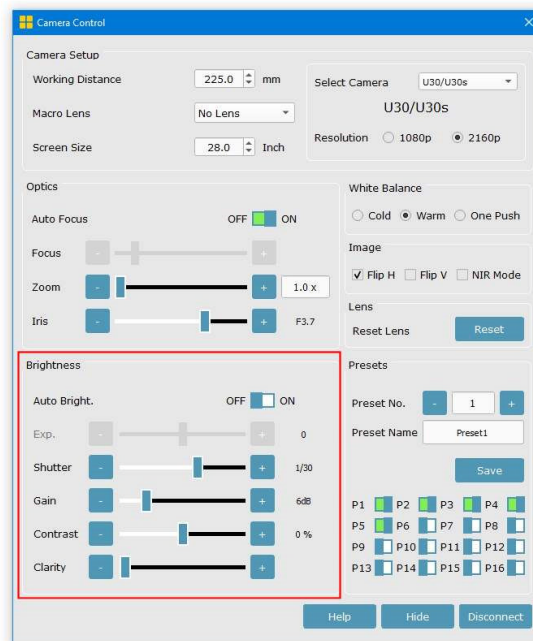 Camera Control
Camera Setup
Working Distance 225.0 mm
Macro Lens No Lens
Screen Size 28.0 Inch
Select Camera U30/U30s
U30/U30s
Resolution 1080p 2160p
Optics
Auto Focus OFF ON
Focus - +
Zoom - + 1.0 x
Iris - + F3.7
White Balance
Cold Warm One Push
Image
Flip H Flip V NIR Mode
Lens
Reset Lens Reset
Brightness
Auto Bright. OFF ON
Exp. - + 0
Shutter - + 1/30
Gain - + 6dB
Contrast - + 0 %
Clarity - +
Presets
Preset No. - 1 +
Preset Name Preset1
Save
P1 P2 P3 P4
P5 P6 P7 P8
P9 P10 P11 P12
P13 P14 P15 P16
Help Hide Disconnect